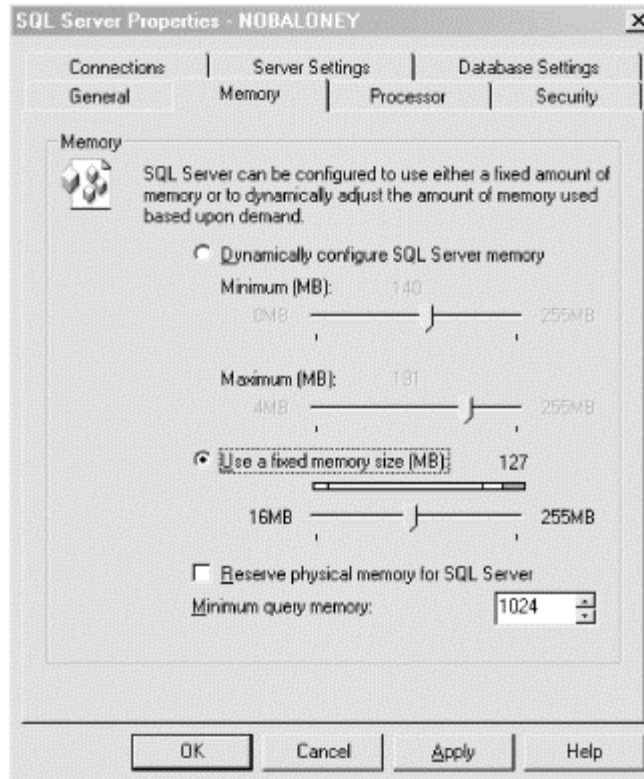 SQL Server Properties - NOBALONEY
Connections Server Settings Database Settings
General Memory Processor Security
Memory
SQL Server can be configured to use either a fixed amount of
memory or to dynamically adjust the amount of memory used
based upon demand.
Dynamically configure SQL Server memory
Minimum (MB): 140
0MB 255MB
Maximum (MB): 191
4MB 255MB
Use a fixed memory size (MB): 127
16MB 255MB
Reserve physical memory for SQL Server
Minimum query memory: 1024
OK Cancel Apply Help